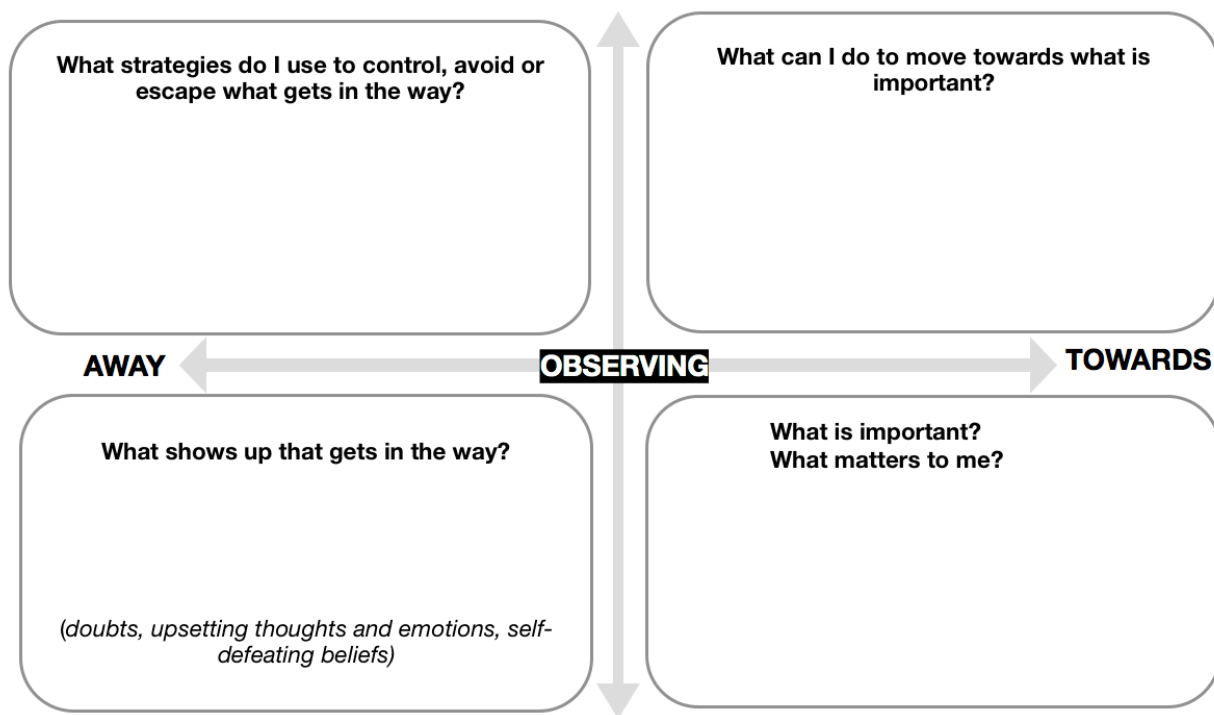 What strategies do I use to control, avoid or
escape what gets in the way?
What can I do to move towards what is
important?
AWAY
OBSERVING
TOWARDS
What shows up that gets in the way?
(doubts, upsetting thoughts and emotions, self-
defeating beliefs)
What is important?
What matters to me?